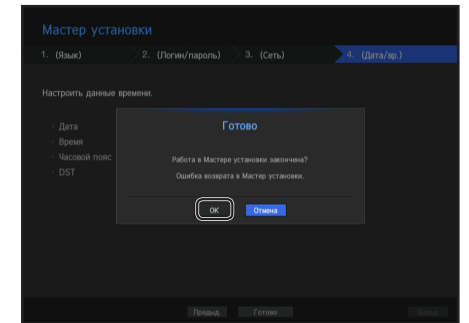 Мастер установки
1. (Язык) 2. (Логин/пароль) 3. (Сеть) 4. (Дата/вр.)
Настроить данные времени.
· Дата
· Время
· Часовой пояс
· DST
Готово
Работа в Мастере установки закончена?
Ошибка возврата в Мастер установки.
OK Отмена
Предыд. Готово Выход